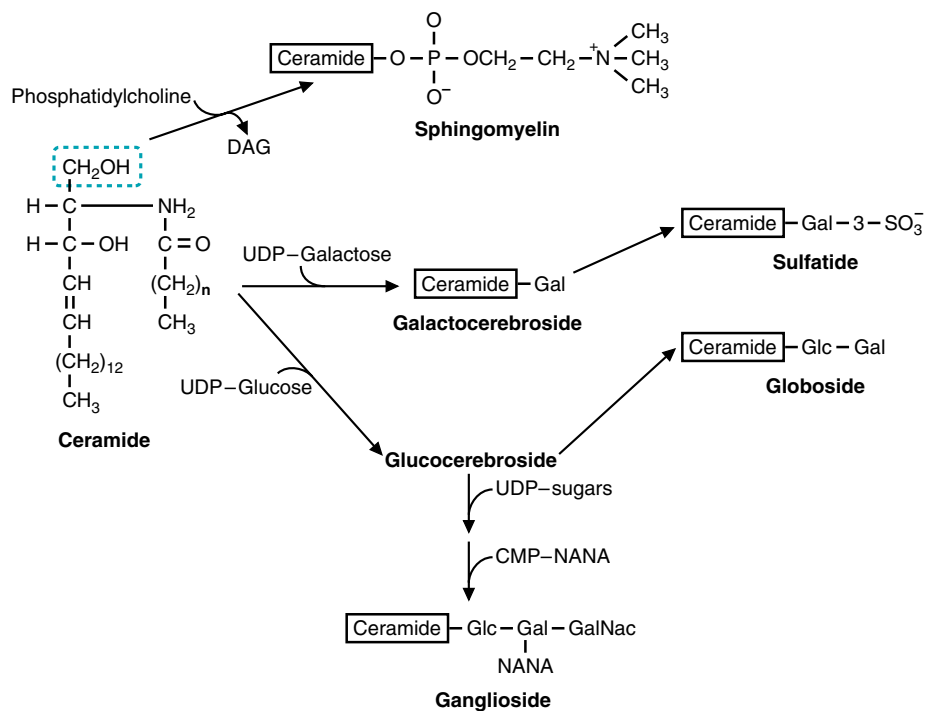 O
Ceramide–O–P–OCH2–CH2–+N–CH3
CH3
CH3
O−
Sphingomyelin
Phosphatidylcholine
DAG
CH2OH
H–C–NH2
H–C–OH C=O
CH (CH2)n
CH CH3
(CH2)12
CH3
Ceramide
UDP–Galactose
Ceramide–Gal
Galactocerebroside
Ceramide–Gal–3–SO3−
Sulfatide
UDP–Glucose
Ceramide–Glc–Gal
Globoside
Glucocerebroside
UDP–sugars
CMP–NANA
Ceramide–Glc–Gal–GalNac
NANA
Ganglioside